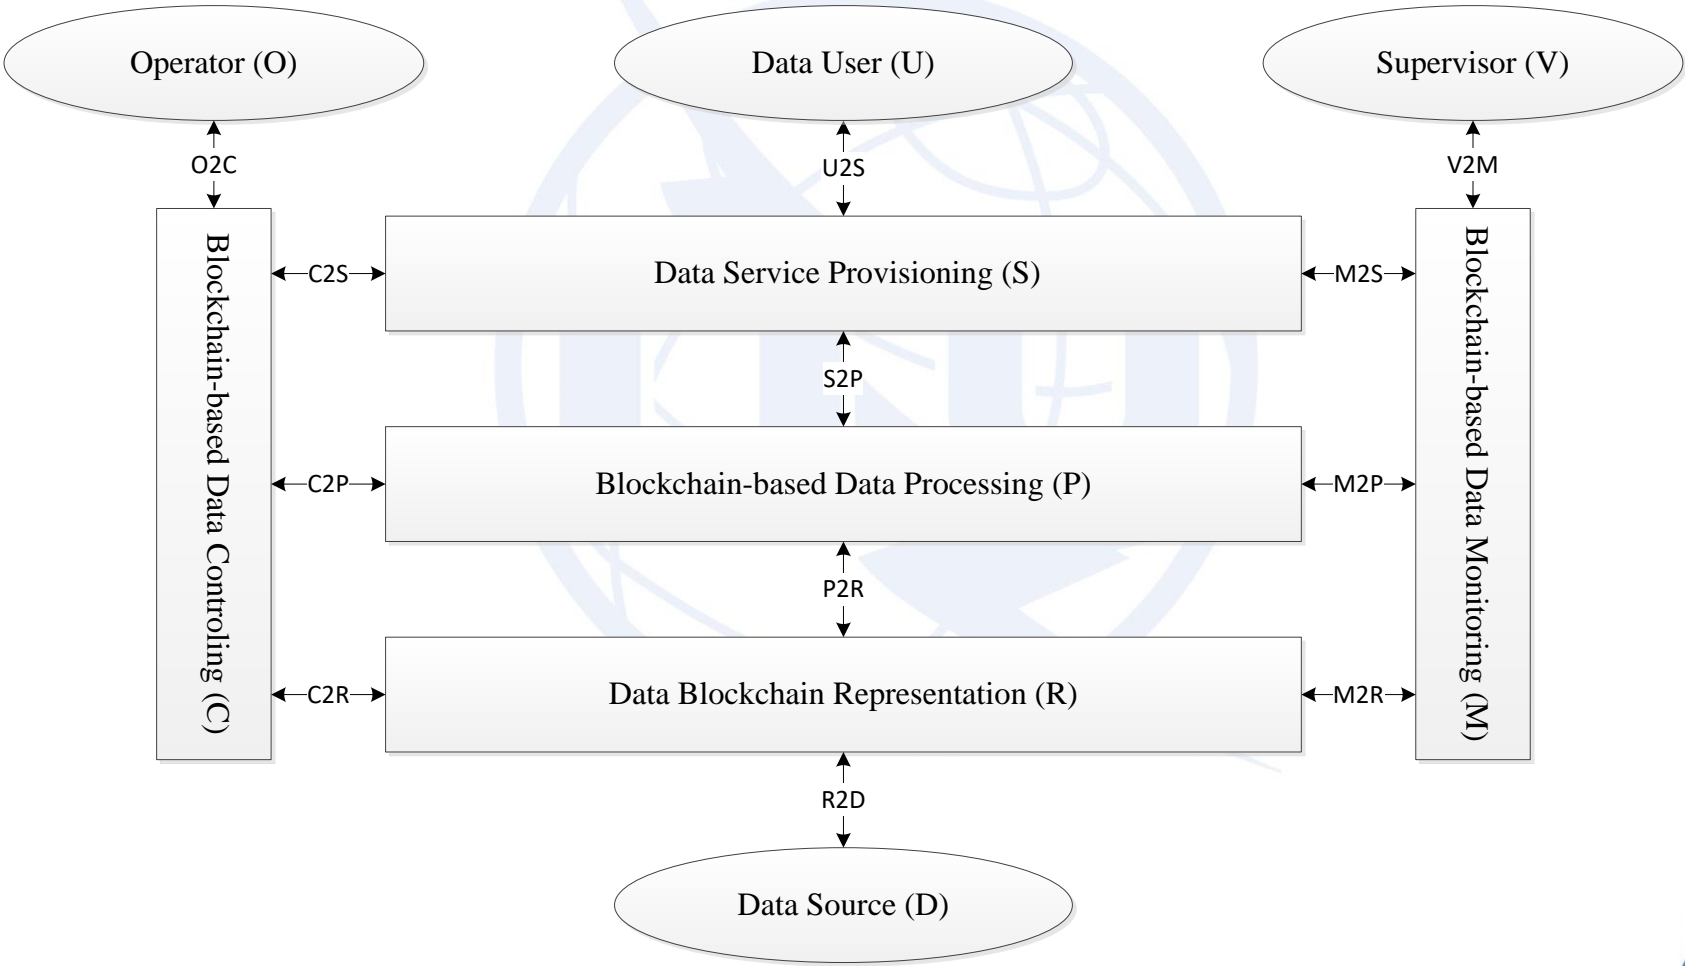 Operator (O)
Data User (U)
Supervisor (V)
O2C
U2S
V2M
Blockchain-based Data Controling (C)
C2S
Data Service Provisioning (S)
M2S
Blockchain-based Data Monitoring (M)
S2P
C2P
Blockchain-based Data Processing (P)
M2P
P2R
C2R
Data Blockchain Representation (R)
M2R
R2D
Data Source (D)